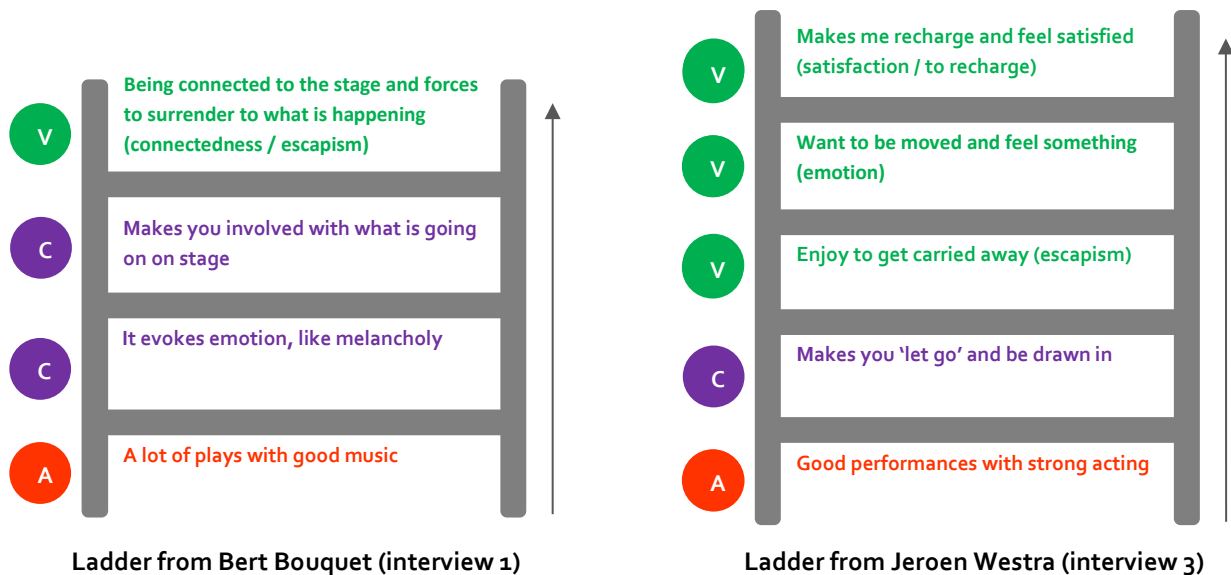 V
Being connected to the stage and forces
to surrender to what is happening
(connectedness / escapism)
C
Makes you involved with what is going
on on stage
C
It evokes emotion, like melancholy
A
A lot of plays with good music
Ladder from Bert Bouquet (interview 1)
V
Makes me recharge and feel satisfied
(satisfaction / to recharge)
V
Want to be moved and feel something
(emotion)
V
Enjoy to get carried away (escapism)
C
Makes you ‘let go’ and be drawn in
A
Good performances with strong acting
Ladder from Jeroen Westra (interview 3)